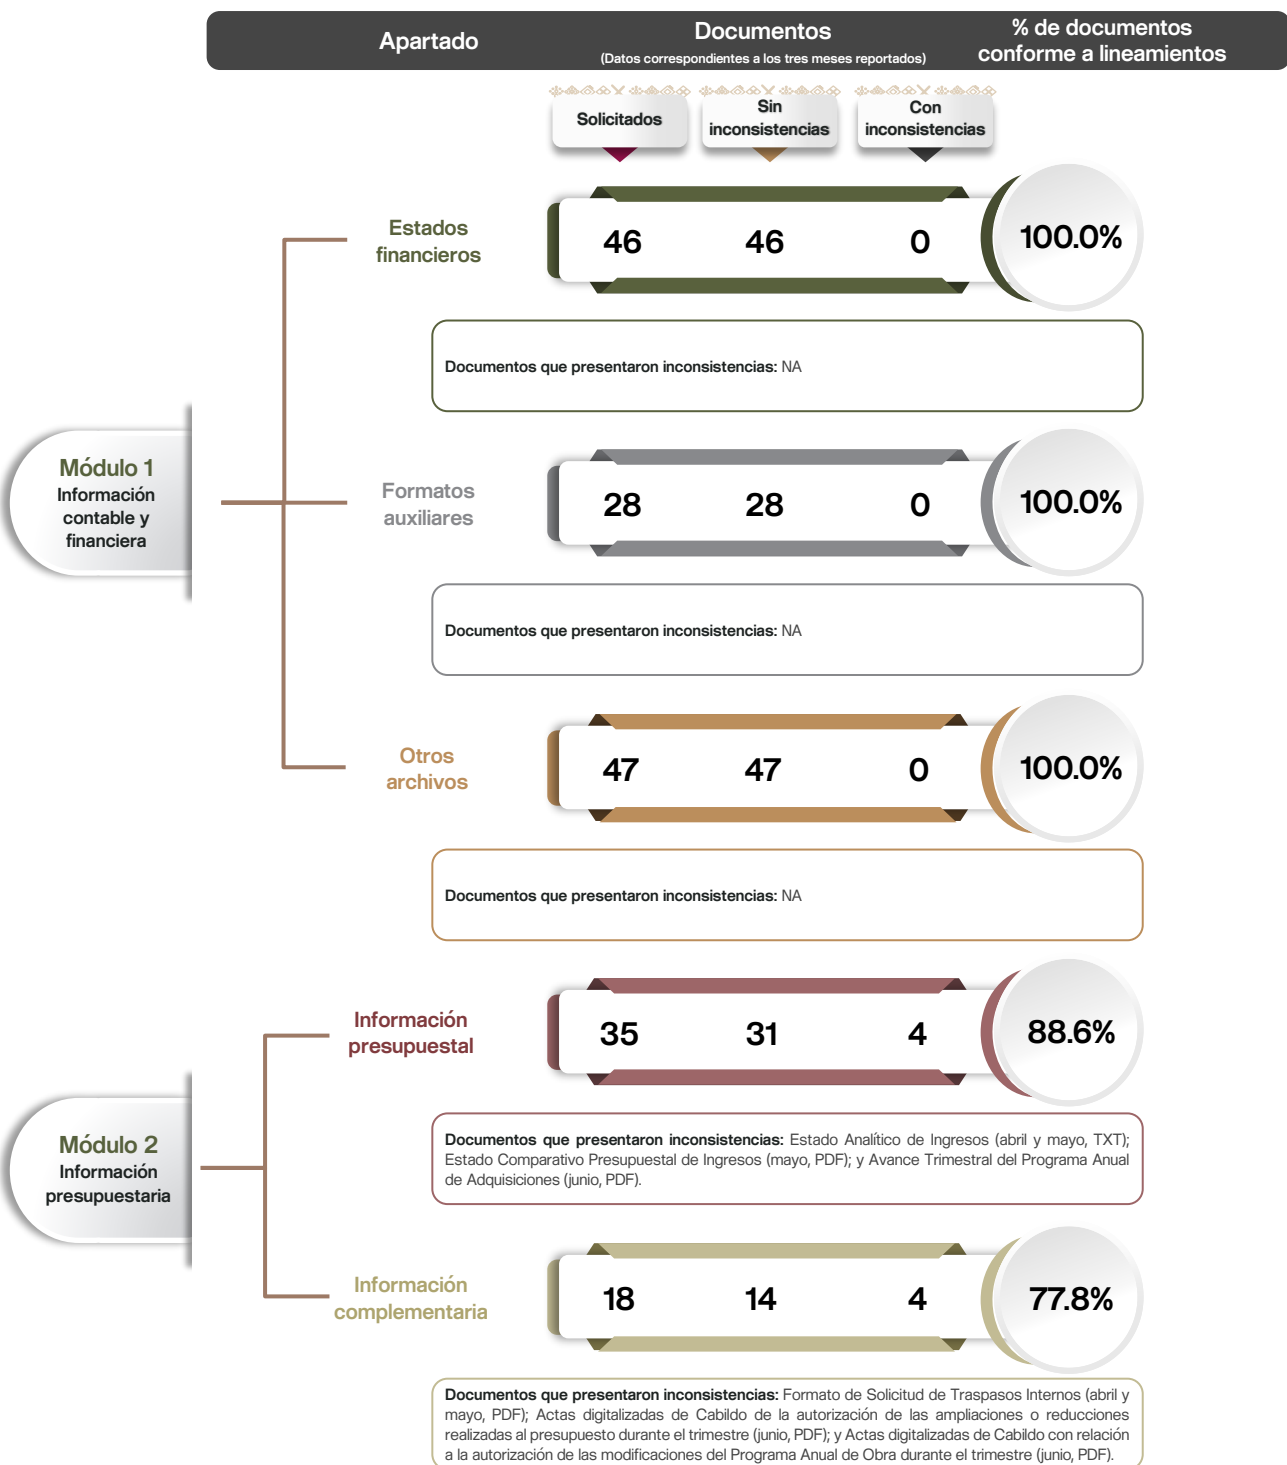 Apartado
Documentos
(Datos correspondientes a los tres meses reportados)
% de documentos
conforme a lineamientos
Solicitados
Sin
inconsistencias
Con
inconsistencias
Módulo 1
Información
contable y
financiera
Estados
financieros
46 46 0 100.0%
Documentos que presentaron inconsistencias: NA
Formatos
auxiliares
28 28 0 100.0%
Documentos que presentaron inconsistencias: NA
Otros
archivos
47 47 0 100.0%
Documentos que presentaron inconsistencias: NA
Módulo 2
Información
presupuestaria
Información
presupuestal
35 31 4 88.6%
Documentos que presentaron inconsistencias: Estado Analítico de Ingresos (abril y mayo, TXT);
Estado Comparativo Presupuestal de Ingresos (mayo, PDF); y Avance Trimestral del Programa Anual
de Adquisiciones (junio, PDF).
Información
complementaria
18 14 4 77.8%
Documentos que presentaron inconsistencias: Formato de Solicitud de Traspasos Internos (abril y
mayo, PDF); Actas digitalizadas de Cabildo de la autorización de las ampliaciones o reducciones
realizadas al presupuesto durante el trimestre (junio, PDF); y Actas digitalizadas de Cabildo con relación
a la autorización de las modificaciones del Programa Anual de Obra durante el trimestre (junio, PDF).